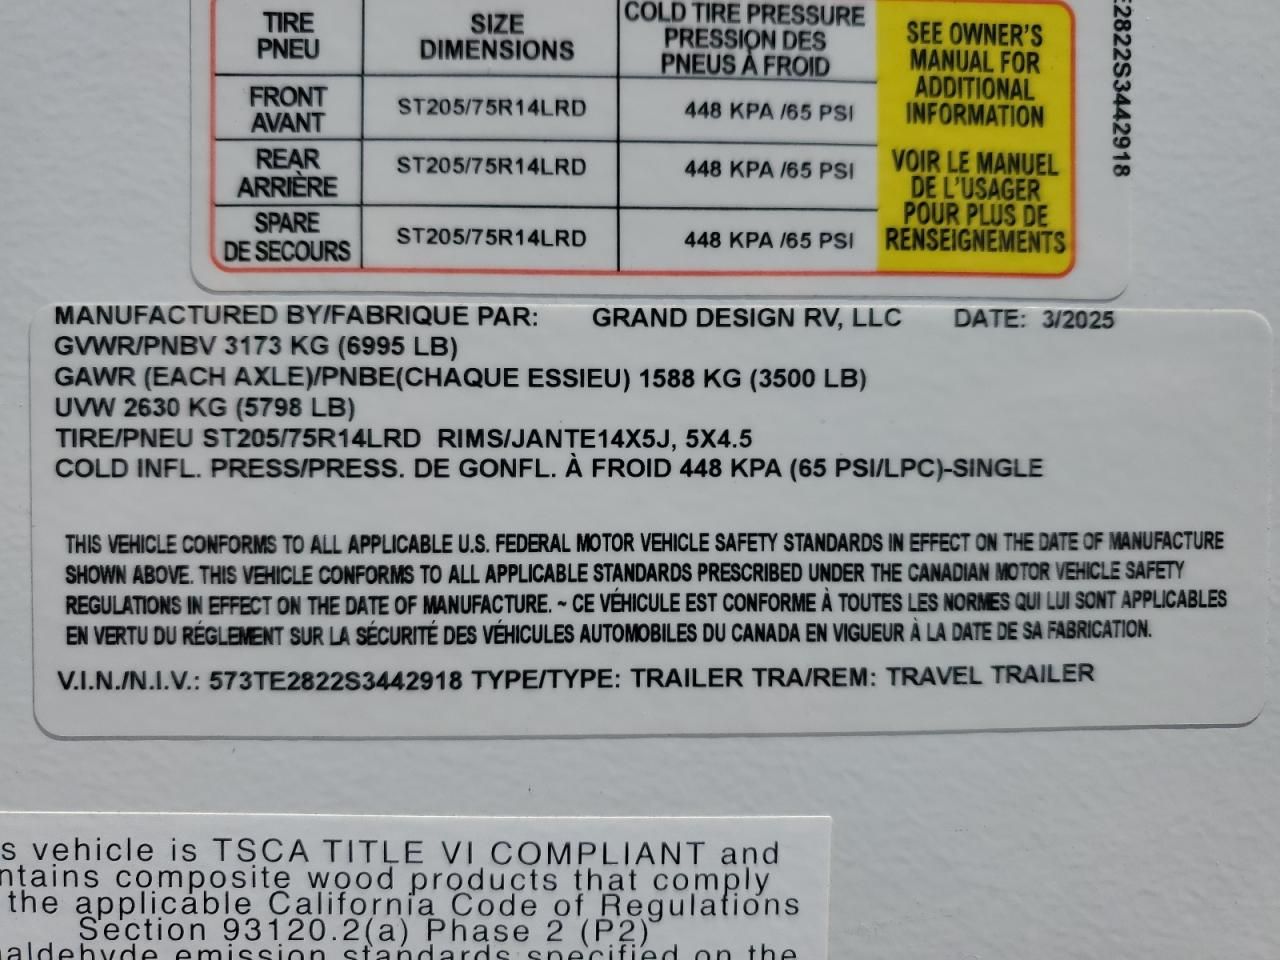 TIRE
PNEU
SIZE
DIMENSIONS
COLD TIRE PRESSURE
PRESSION DES
PNEUS À FROID
SEE OWNER'S
MANUAL FOR
ADDITIONAL
INFORMATION
VOIR LE MANUEL
DE L'USAGER
POUR PLUS DE
RENSEIGNEMENTS
FRONT
AVANT
ST205/75R14LRD
448 KPA /65 PSI
REAR
ARRIÈRE
ST205/75R14LRD
448 KPA /65 PSI
SPARE
DE SECOURS
ST205/75R14LRD
448 KPA /65 PSI
E2822S3442918
MANUFACTURED BY/FABRIQUE PAR: GRAND DESIGN RV, LLC DATE: 3/2025
GVWR/PNBV 3173 KG (6995 LB)
GAWR (EACH AXLE)/PNBE(CHAQUE ESSIEU) 1588 KG (3500 LB)
UVW 2630 KG (5798 LB)
TIRE/PNEU ST205/75R14LRD RIMS/JANTE14X5J, 5X4.5
COLD INFL. PRESS/PRESS. DE GONFL. À FROID 448 KPA (65 PSI/LPC)-SINGLE
THIS VEHICLE CONFORMS TO ALL APPLICABLE U.S. FEDERAL MOTOR VEHICLE SAFETY STANDARDS IN EFFECT ON THE DATE OF MANUFACTURE
SHOWN ABOVE. THIS VEHICLE CONFORMS TO ALL APPLICABLE STANDARDS PRESCRIBED UNDER THE CANADIAN MOTOR VEHICLE SAFETY
REGULATIONS IN EFFECT ON THE DATE OF MANUFACTURE. ~ CE VÉHICULE EST CONFORME À TOUTES LES NORMES QUI LUI SONT APPLICABLES
EN VERTU DU RÉGLEMENT SUR LA SÉCURITÉ DES VÉHICULES AUTOMOBILES DU CANADA EN VIGUEUR À LA DATE DE SA FABRICATION.
V.I.N./N.I.V.: 573TE2822S3442918 TYPE/TYPE: TRAILER TRA/REM: TRAVEL TRAILER
s vehicle is TSCA TITLE VI COMPLIANT and
ntains composite wood products that comply
the applicable California Code of Regulations
Section 93120.2(a) Phase 2 (P2)
aldehyde emission standards specified on the